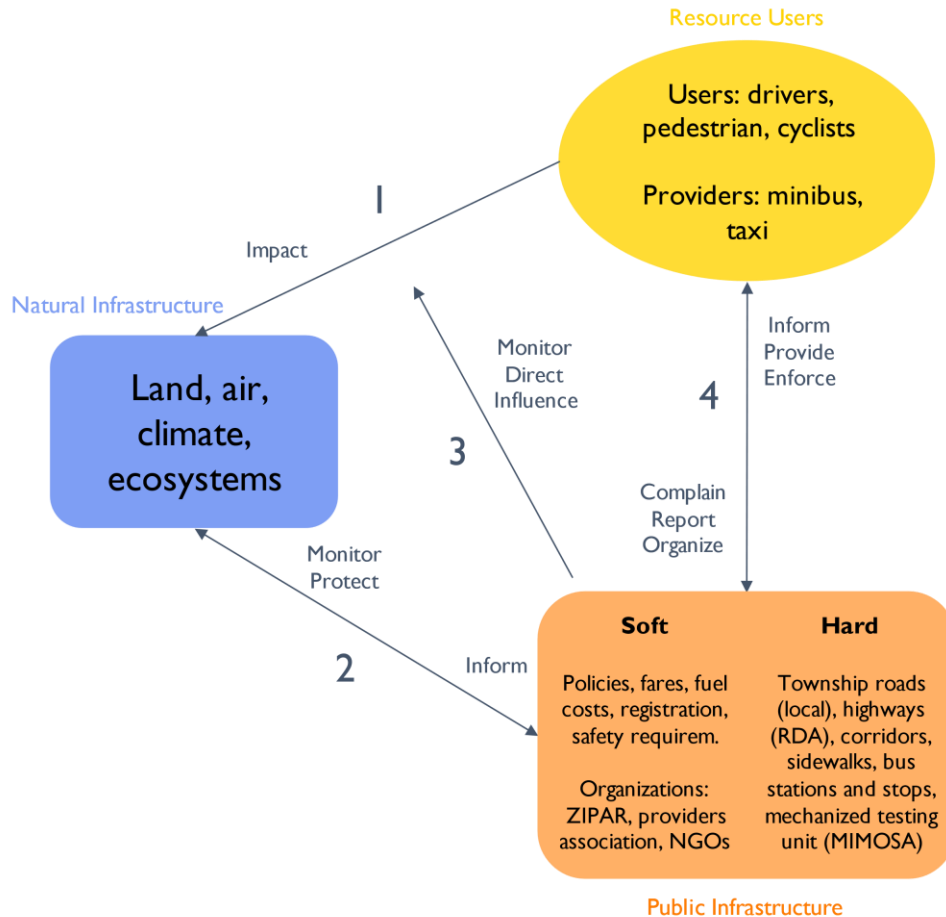 Resource Users
Users: drivers,
pedestrian, cyclists
Providers: minibus,
taxi
1
Impact
Natural Infrastructure
Land, air,
climate,
ecosystems
Monitor
Direct
Influence
3
Inform
Provide
Enforce
4
Complain
Report
Organize
Monitor
Protect
2
Inform
Soft
Policies, fares, fuel
costs, registration,
safety requirem.
Organizations:
ZIPAR, providers
association, NGOs
Hard
Township roads
(local), highways
(RDA), corridors,
sidewalks, bus
stations and stops,
mechanized testing
unit (MIMOSA)
Public Infrastructure